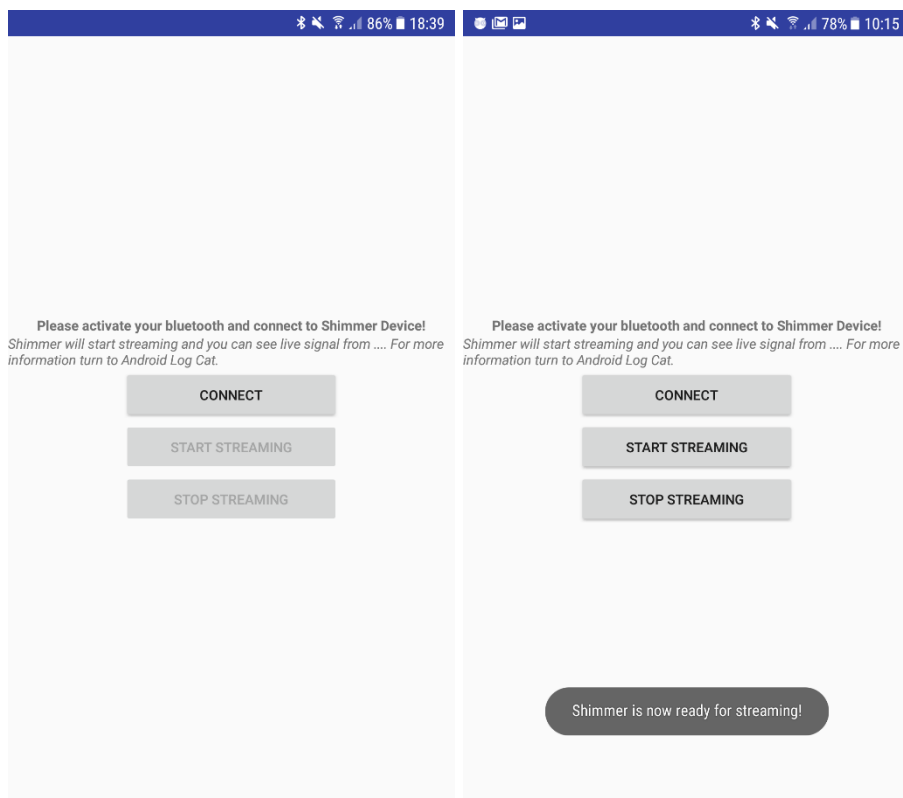 86% 18:39
Please activate your bluetooth and connect to Shimmer Device!
Shimmer will start streaming and you can see live signal from .... For more
information turn to Android Log Cat.
CONNECT
START STREAMING
STOP STREAMING
78% 10:15
Please activate your bluetooth and connect to Shimmer Device!
Shimmer will start streaming and you can see live signal from .... For more
information turn to Android Log Cat.
CONNECT
START STREAMING
STOP STREAMING
Shimmer is now ready for streaming!